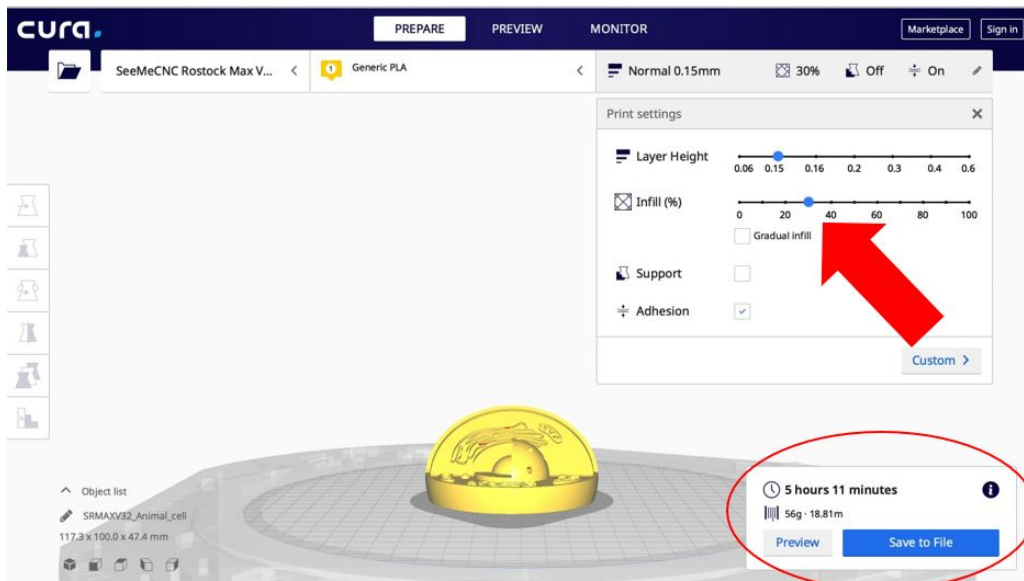 cura.
PREPARE PREVIEW MONITOR
Marketplace Sign in
SeeMeCNC Rostock Max V... 1 Generic PLA Normal 0.15mm 30% Off On
Print settings
Layer Height
0.06 0.15 0.16 0.2 0.3 0.4 0.6
Infill (%)
0 20 40 60 80 100
Gradual infill
Support
Adhesion
Custom
Object list
SRMAXV32_Animal_cell
117.3 x 100.0 x 47.4 mm
5 hours 11 minutes
56g · 18.81m
Preview Save to File